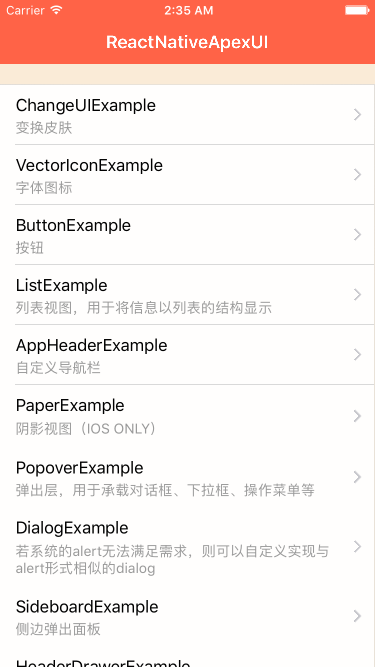 Carrier 2:35 AM
ReactNativeApexUI
ChangeUIExample
变换皮肤
VectorIconExample
字体图标
ButtonExample
按钮
ListExample
列表视图，用于将信息以列表的结构显示
AppHeaderExample
自定义导航栏
PaperExample
阴影视图（IOS ONLY）
PopoverExample
弹出层，用于承载对话框、下拉框、操作菜单等
DialogExample
若系统的alert无法满足需求，则可以自定义实现与
alert形式相似的dialog
SideboardExample
侧边弹出面板
HeaderDrawerExample